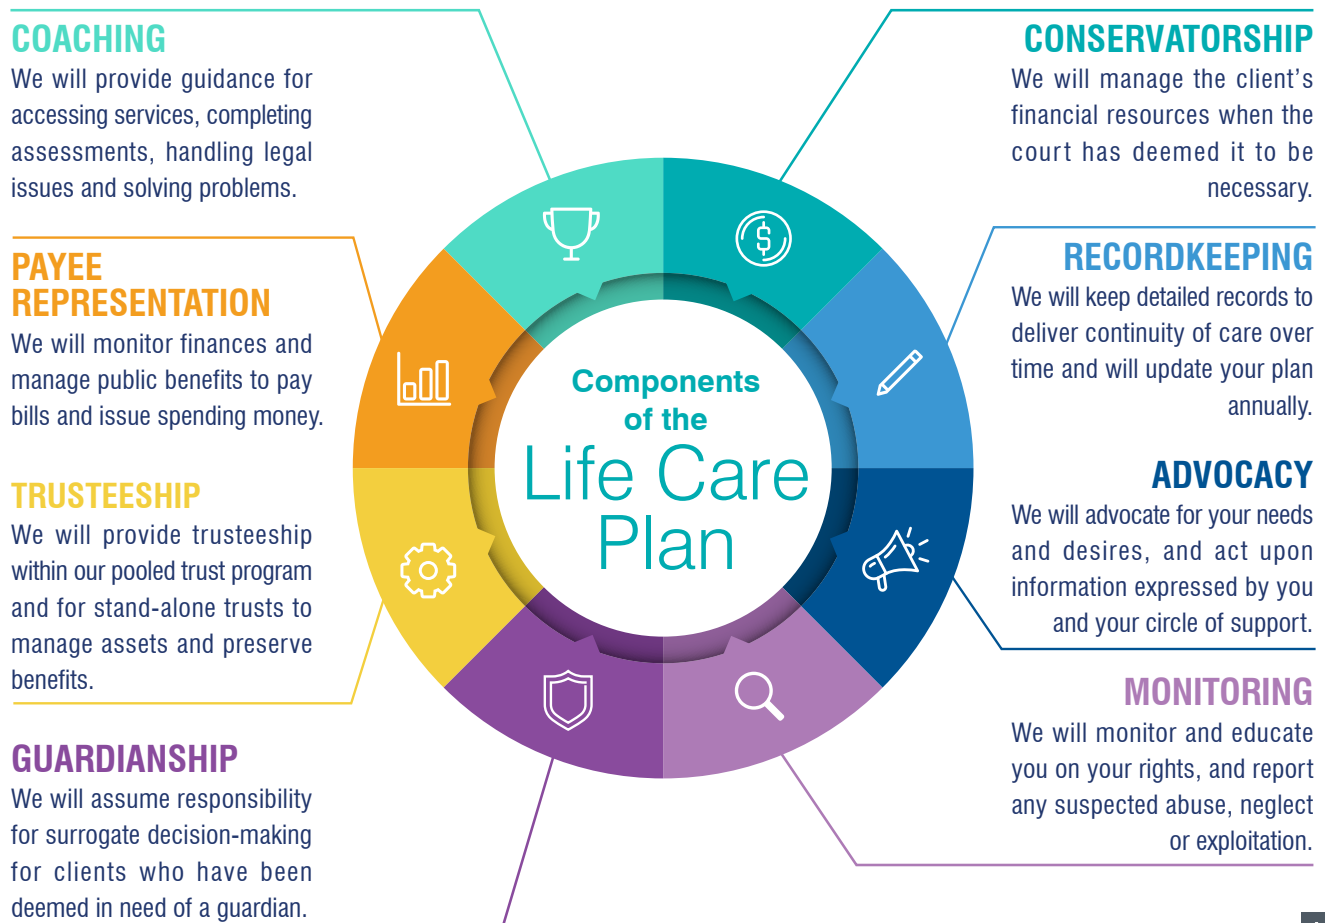 COACHING
We will provide guidance for
accessing services, completing
assessments, handling legal
issues and solving problems.
PAYEE
REPRESENTATION
We will monitor finances and
manage public benefits to pay
bills and issue spending money.
TRUSTEESHIP
We will provide trusteeship
within our pooled trust program
and for stand-alone trusts to
manage assets and preserve
benefits.
GUARDIANSHIP
We will assume responsibility
for surrogate decision-making
for clients who have been
deemed in need of a guardian.
Components
of the
Life Care
Plan
CONSERVATORSHIP
We will manage the client's
financial resources when the
court has deemed it to be
necessary.
RECORDKEEPING
We will keep detailed records to
deliver continuity of care over
time and will update your plan
annually.
ADVOCACY
We will advocate for your needs
and desires, and act upon
information expressed by you
and your circle of support.
MONITORING
We will monitor and educate
you on your rights, and report
any suspected abuse, neglect
or exploitation.